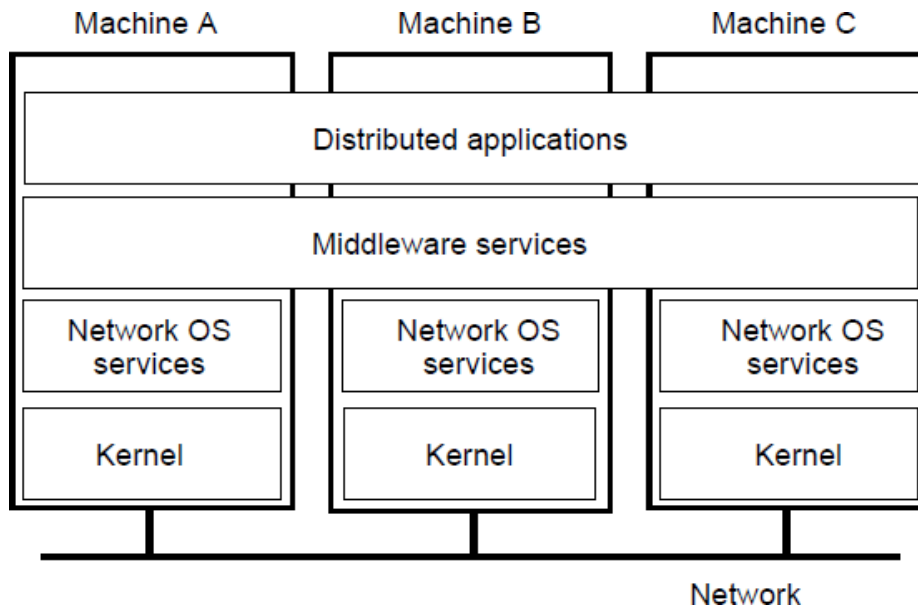 Machine A
Machine B
Machine C
Distributed applications
Middleware services
Network OS
services
Network OS
services
Network OS
services
Kernel
Kernel
Kernel
Network